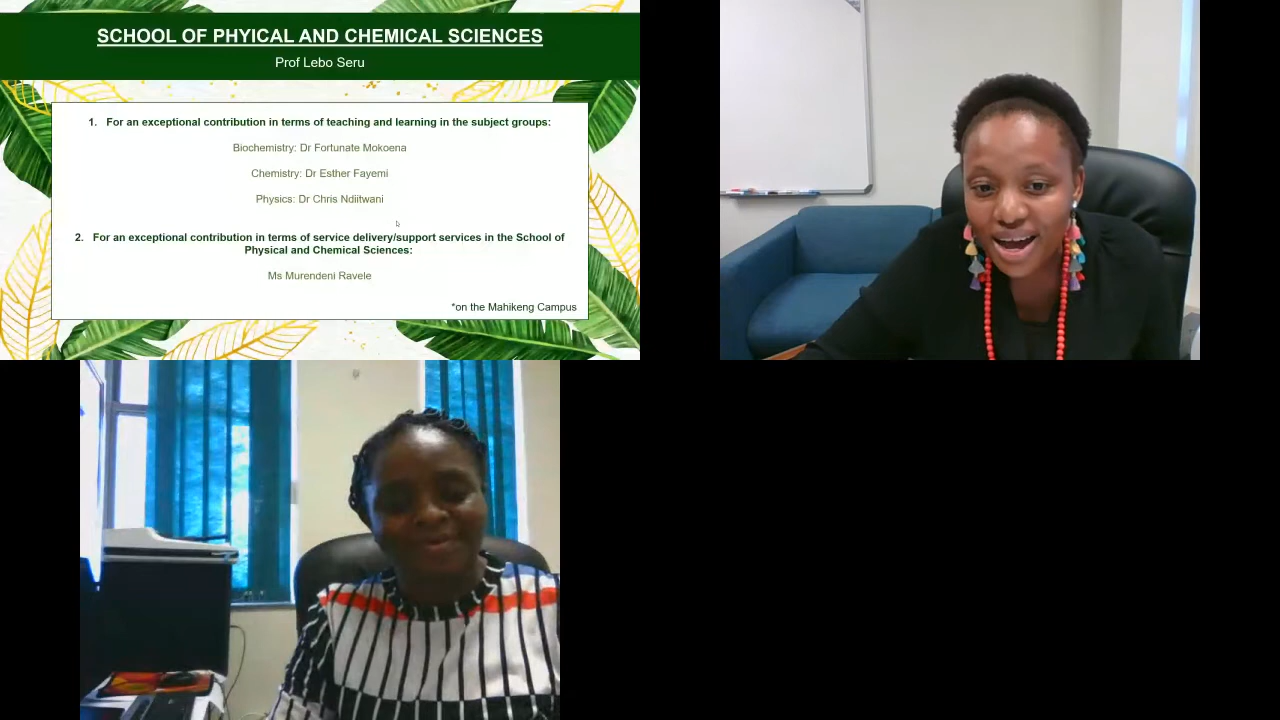 SCHOOL OF PHYICAL AND CHEMICAL SCIENCES
Prof Lebo Seru
1. For an exceptional contribution in terms of teaching and learning in the subject groups:
Biochemistry: Dr Fortunate Mokoena
Chemistry: Dr Esther Fayemi
Physics: Dr Chris Ndiitwani
2. For an exceptional contribution in terms of service delivery/support services in the School of
Physical and Chemical Sciences:
Ms Murendeni Ravele
*on the Mahikeng Campus